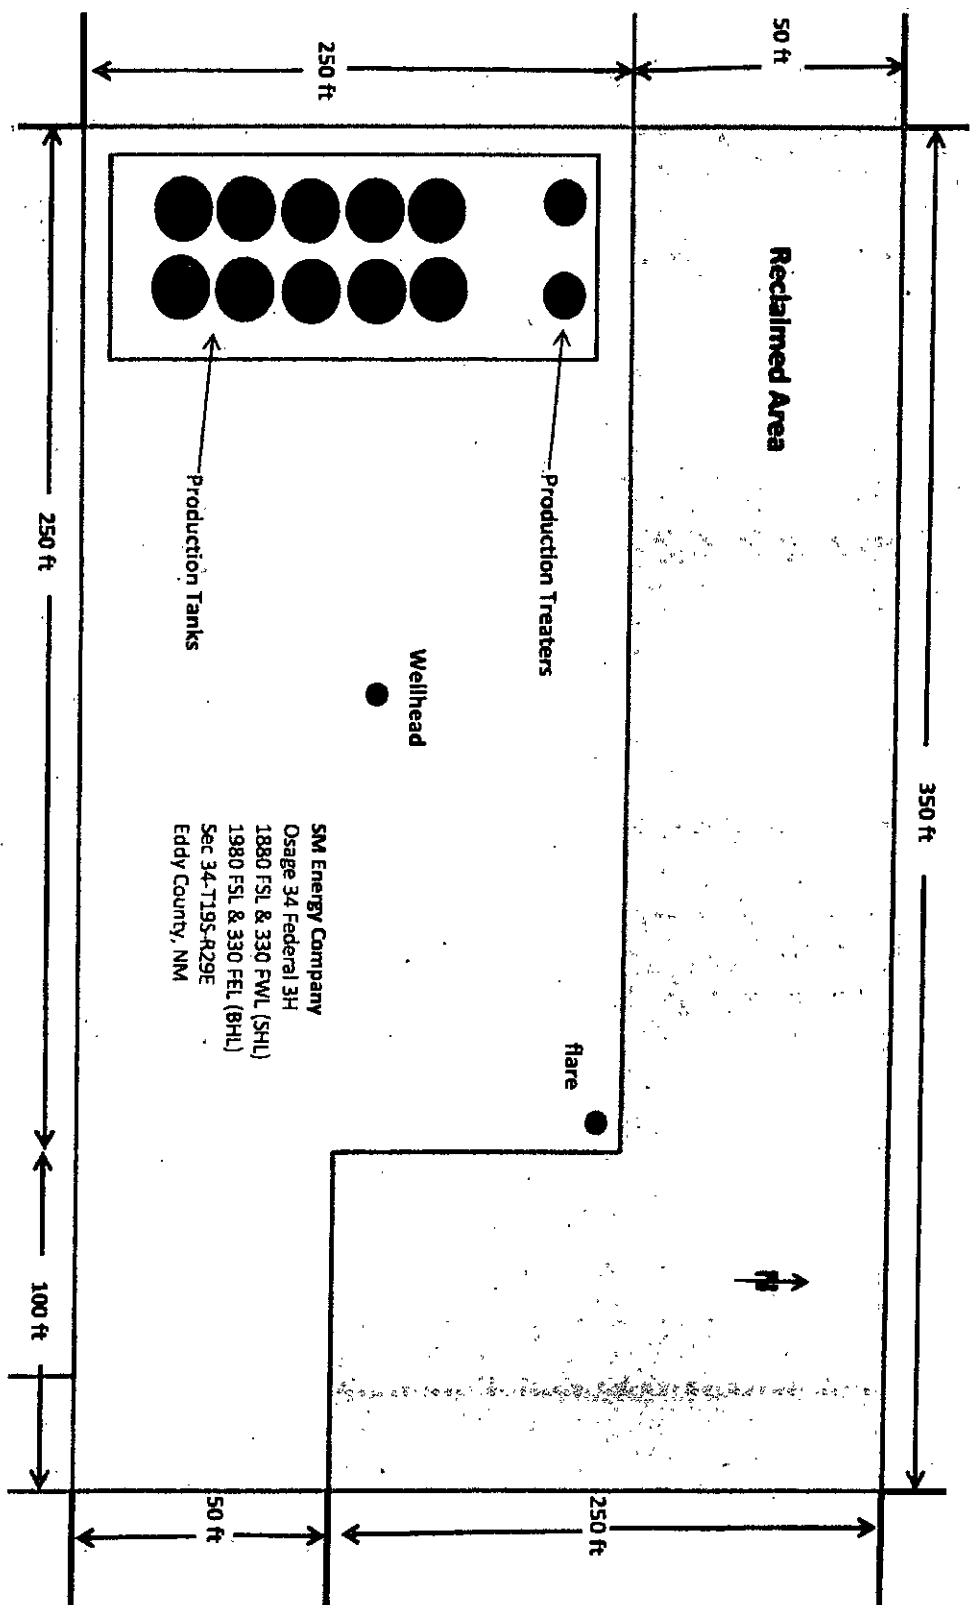 350 ft
50 ft
250 ft
Reclaimed Area
N
250 ft
Production Treaters
flare
Wellhead
SM Energy Company
Osage 34 Federal 3H
1880 FSL & 330 FWL (SHL)
1980 FSL & 330 FEL (BHL)
Sec 34-T19S-R29E
Eddy County, NM
Production Tanks
50 ft
250 ft
100 ft